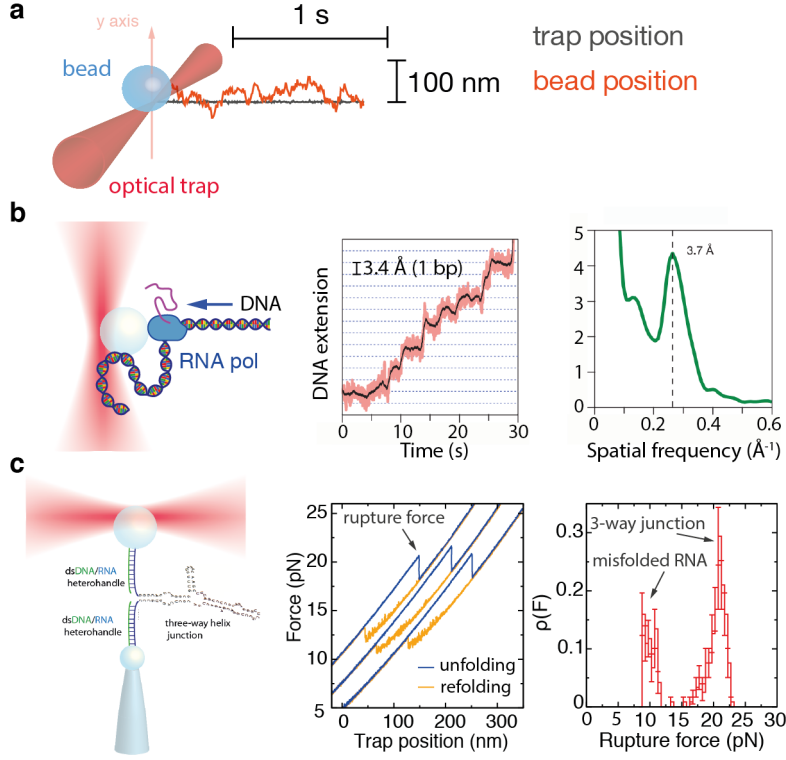 a
y axis
1 s
bead
100 nm
trap position
bead position
optical trap
b
DNA
RNA pol
DNA extension
3.4 Å (1 bp)
0 10 20 30
Time (s)
5
4
3
2
1
0
3.7 Å
0 0.2 0.4 0.6
Spatial frequency (Å-1)
c
dsDNA/RNA
heterohandle
dsDNA/RNA
heterohandle
three-way helix
junction
Force (pN)
25
20
15
10
5
rupture force
unfolding
refolding
0 100 200 300
Trap position (nm)
ρ(F)
0.3
0.2
0.1
0
3-way junction
misfolded RNA
0 5 10 15 20 25 30
Rupture force (pN)